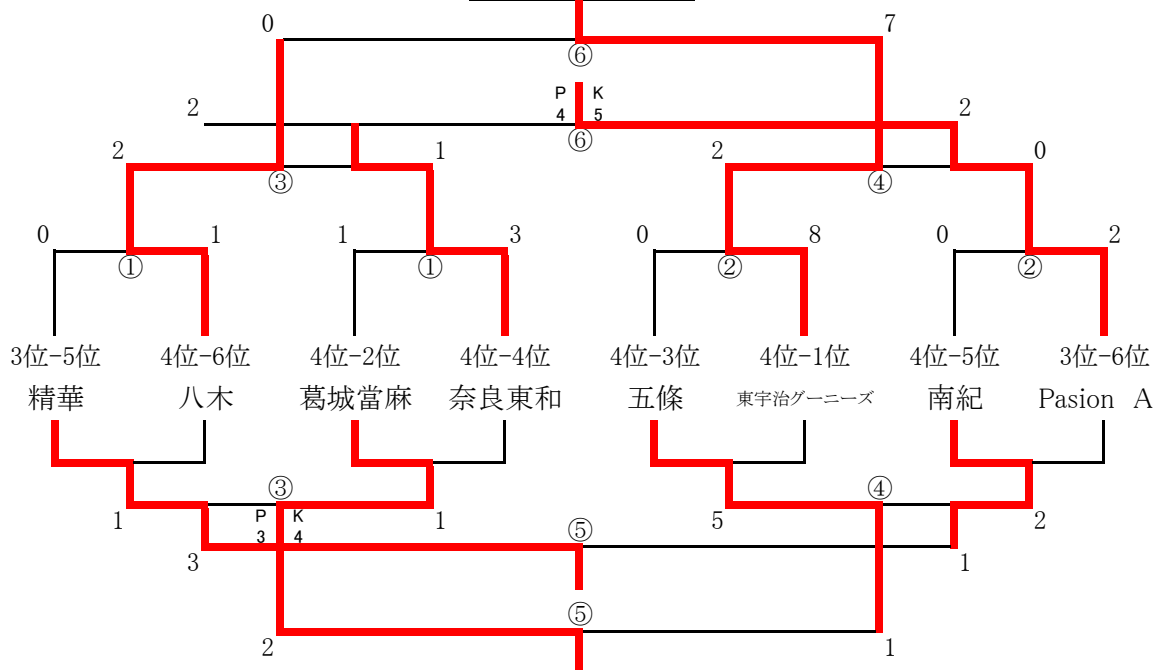 0 7
⑥
P K
2 4 5 2
⑥
2 1 2 0
③ ④
0 1 1 3 0 8 0 2
① ① ② ②
3位-5位 4位-6位 4位-2位 4位-4位 4位-3位 4位-1位 4位-5位 3位-6位
精華 八木 葛城當麻 奈良東和 五條 東宇治グーニーズ 南紀 Pasion A
③ ④
1 P K 1 5 2
3 4
⑤
3 1
⑤
2 1